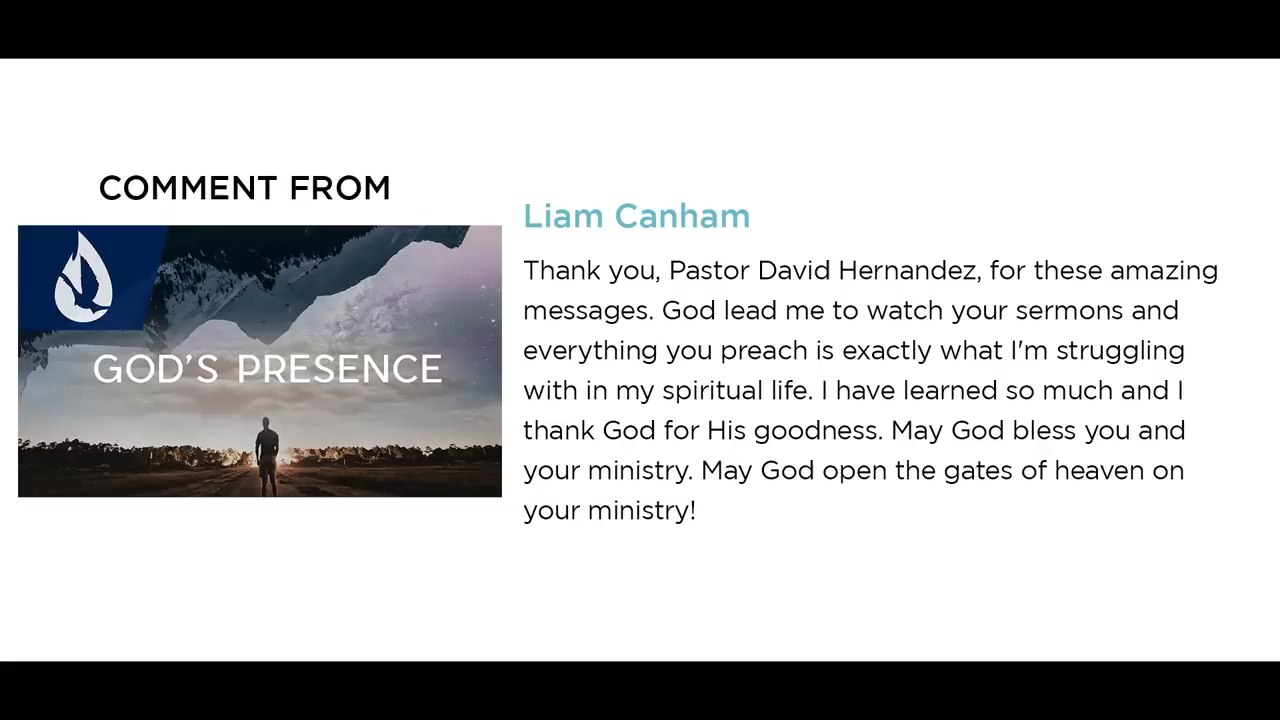 COMMENT FROM
GOD'S PRESENCE
Liam Canham
Thank you, Pastor David Hernandez, for these amazing
messages. God lead me to watch your sermons and
everything you preach is exactly what I'm struggling
with in my spiritual life. I have learned so much and I
thank God for His goodness. May God bless you and
your ministry. May God open the gates of heaven on
your ministry!